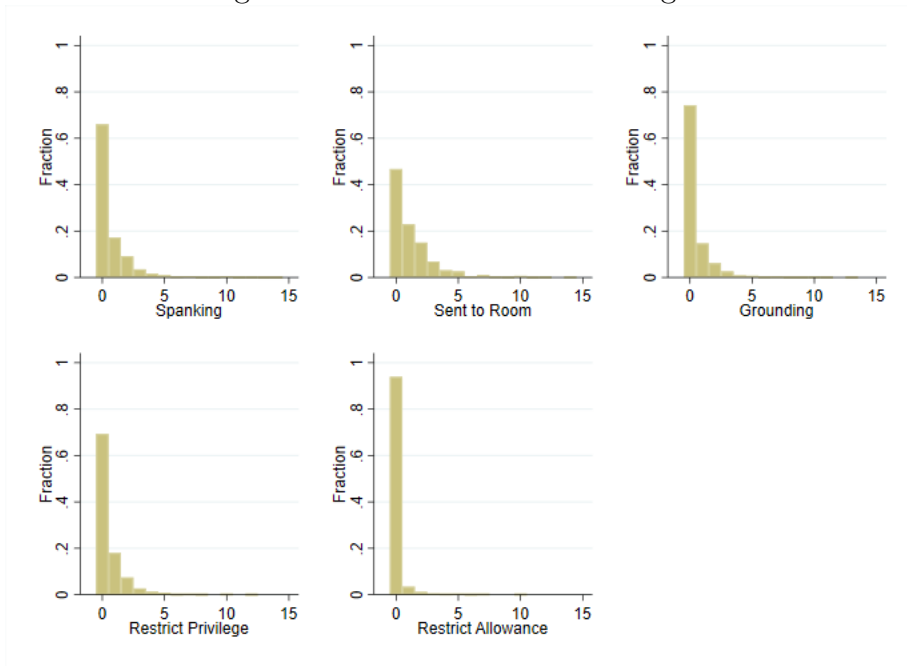 Fraction
0 .2 .4 .6 .8 1
0 5 10 15
Spanking
Fraction
0 .2 .4 .6 .8 1
0 5 10 15
Sent to Room
Fraction
0 .2 .4 .6 .8 1
0 5 10 15
Grounding
Fraction
0 .2 .4 .6 .8 1
0 5 10 15
Restrict Privilege
Fraction
0 .2 .4 .6 .8 1
0 5 10 15
Restrict Allowance